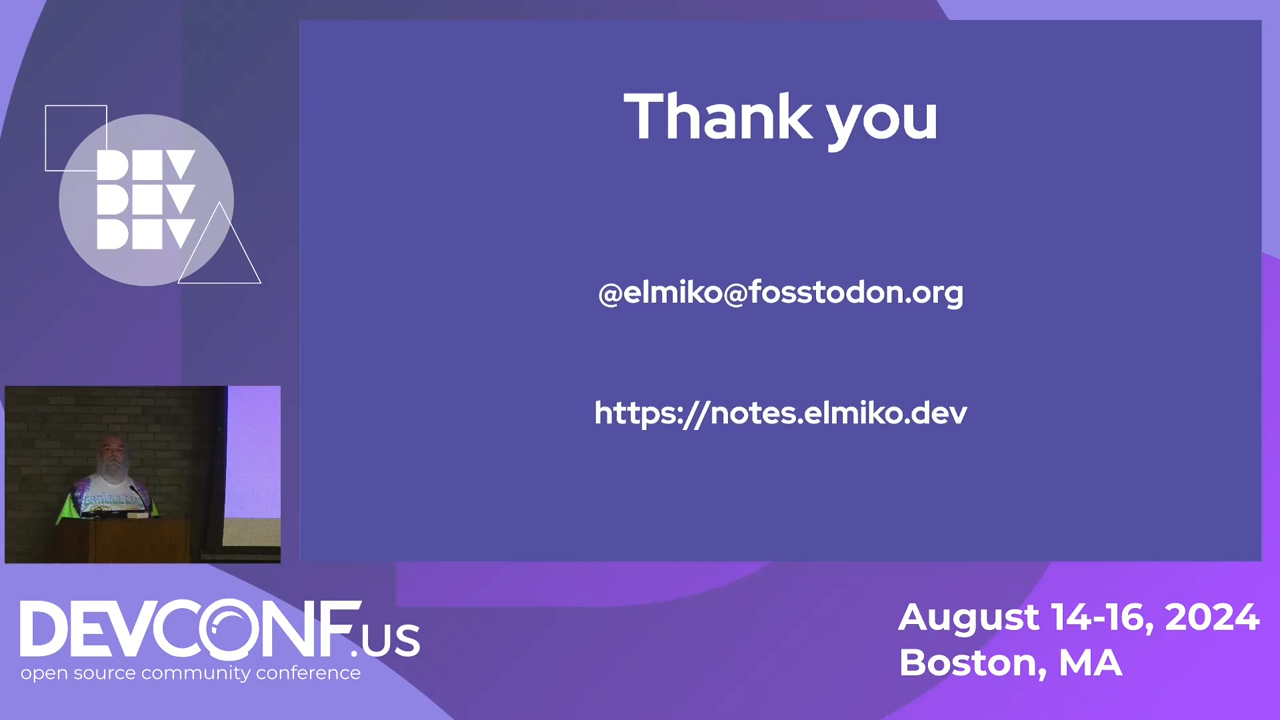 Thank you
@elmiko@fosstodon.org
https://notes.elmiko.dev
DEV
DEV
DEV
DEVCONF.US
open source community conference
August 14-16, 2024
Boston, MA